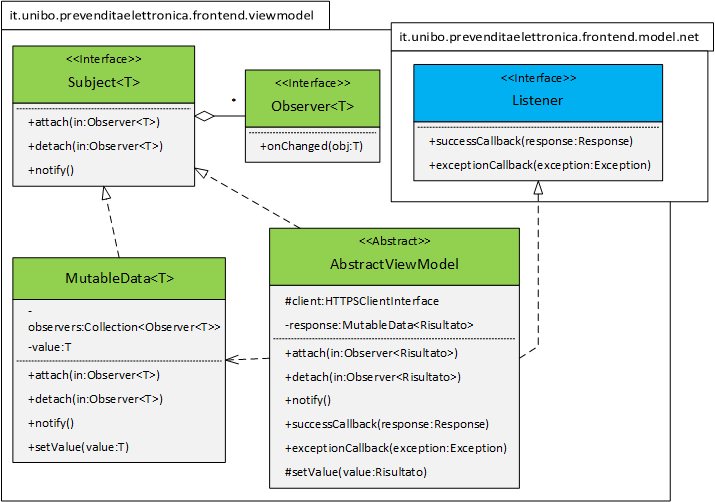 it.unibo.prevenditaelettronica.frontend.viewmodel
it.unibo.prevenditaelettronica.frontend.model.net
<<Interface>>
Subject<T>
+attach(in:Observer<T>)
+detach(in:Observer<T>)
+notify()
*
<<Interface>>
Observer<T>
+onChanged(obj:T)
<<Interface>>
Listener
+successCallback(response:Response)
+exceptionCallback(exception:Exception)
MutableData<T>
-
observers:Collection<Observer<T>>
-value:T
+attach(in:Observer<T>)
+detach(in:Observer<T>)
+notify()
+setValue(value:T)
<<Abstract>>
AbstractViewModel
#client:HTTPSClientInterface
-response:MutableData<Risultato>
+attach(in:Observer<Risultato>)
+detach(in:Observer<Risultato>)
+notify()
+successCallback(response:Response)
+exceptionCallback(exception:Exception)
#setValue(value:Risultato)